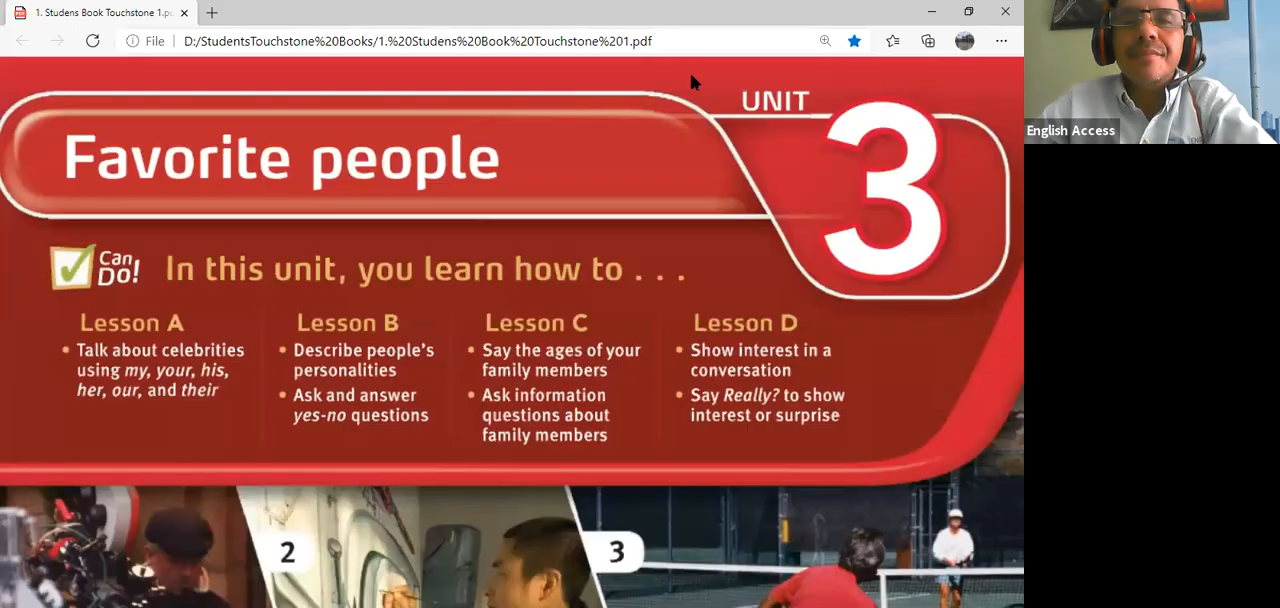 1. Studens Book Touchstone 1.pd
File
D:/StudentsTouchstone%20Books/1.%20Studens%20Book%20Touchstone%201.pdf
English Access
UNIT
3
Favorite people
Can Do!
In this unit, you learn how to . . .
Lesson A
• Talk about celebrities
using my, your, his,
her, our, and their
Lesson B
• Describe people's
personalities
• Ask and answer
yes-no questions
Lesson C
• Say the ages of your
family members
• Ask information
questions about
family members
Lesson D
• Show interest in a
conversation
• Say Really? to show
interest or surprise
2
3